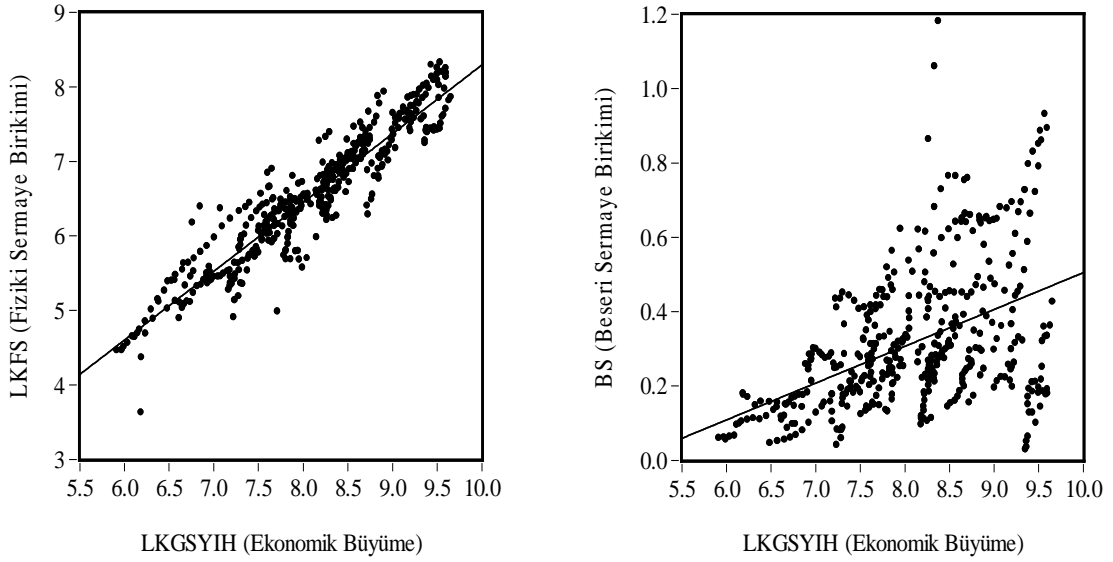 9
8
7
6
5
4
3
LKFS (Fiziki Sermaye Birikimi)
5.5 6.0 6.5 7.0 7.5 8.0 8.5 9.0 9.5 10.0
LKGSYIH (Ekonomik Büyüme)
1.2
1.0
0.8
0.6
0.4
0.2
0.0
BS (Beseri Sermaye Birikimi)
5.5 6.0 6.5 7.0 7.5 8.0 8.5 9.0 9.5 10.0
LKGSYIH (Ekonomik Büyüme)